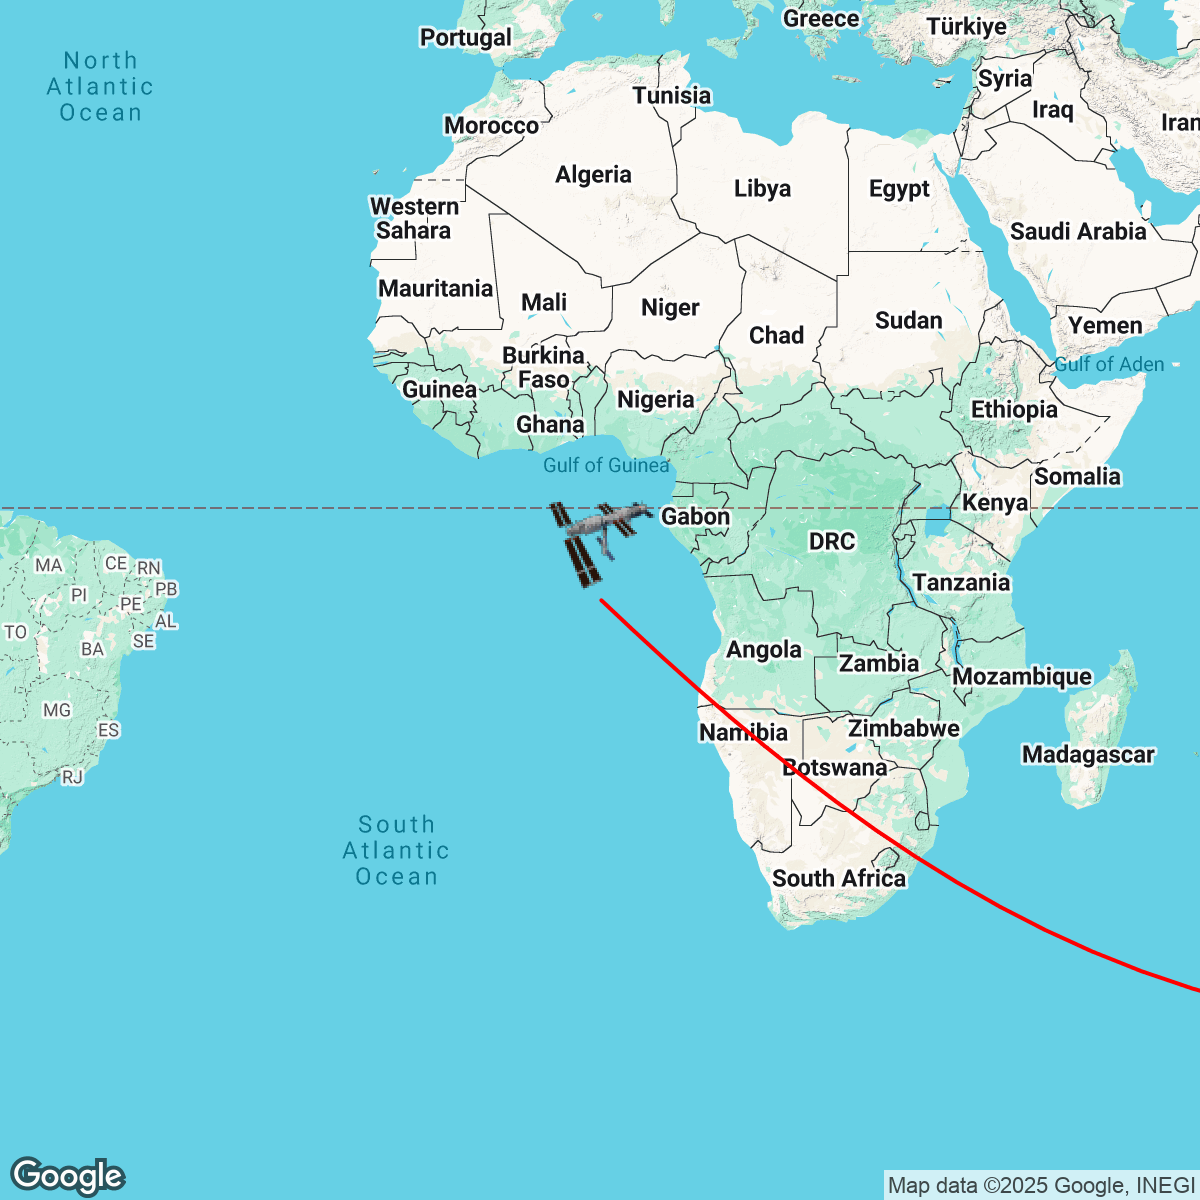 Greece
Türkiye
Portugal
North
Atlantic
Ocean
Syria
Tunisia
Iraq
Iran
Morocco
Algeria
Libya
Egypt
Western
Sahara
Saudi Arabia
Mauritania
Mali
Niger
Chad
Sudan
Yemen
Burkina
Faso
Gulf of Aden
Guinea
Nigeria
Ethiopia
Ghana
Gulf of Guinea
Somalia
Kenya
Gabon
DRC
MA
CE
RN
PI
PE
PB
Tanzania
TO
BA
SE
AL
Angola
Zambia
Mozambique
MG
ES
Namibia
Zimbabwe
Madagascar
RJ
Botswana
South
Atlantic
Ocean
South Africa
Google
Map data ©2025 Google, INEGI